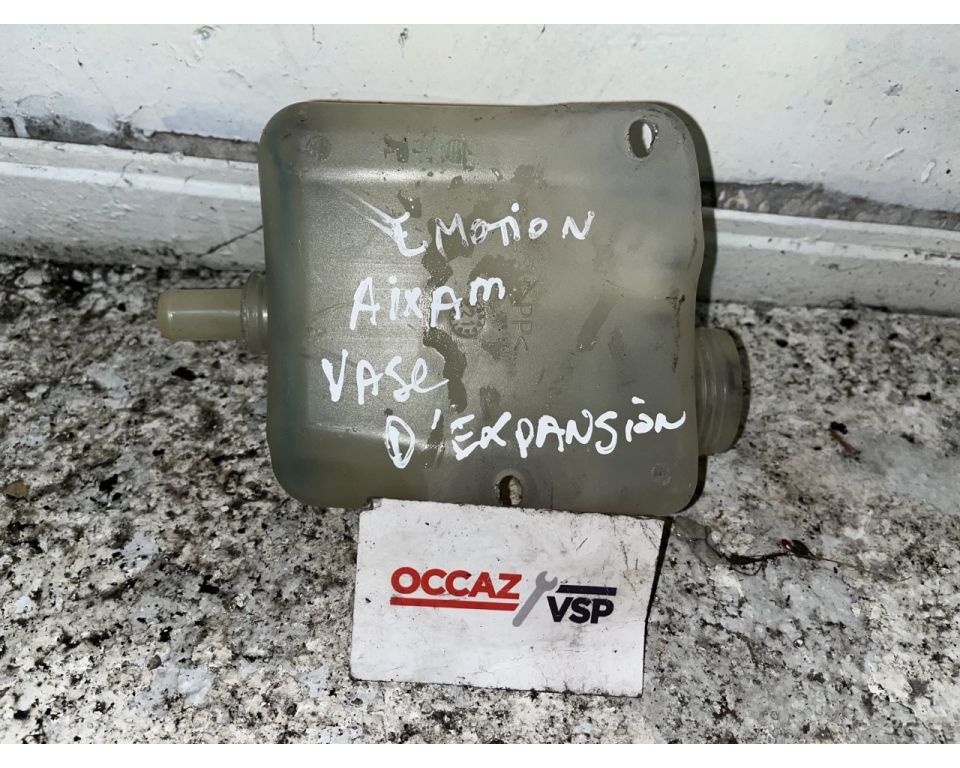 EMOTION
AIXAM
VASE
D'EXPANSION
OCCAZ
VSP